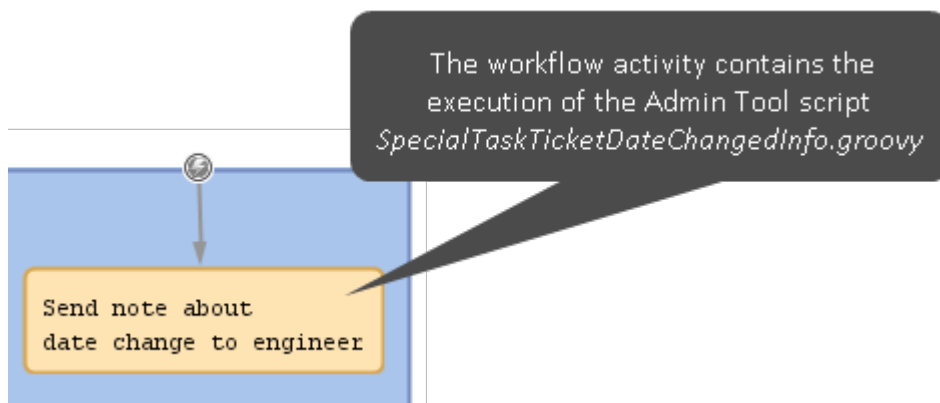 The workflow activity contains the
execution of the Admin Tool script
SpecialTaskTicketDateChangedInfo.groovy
Send note about
date change to engineer